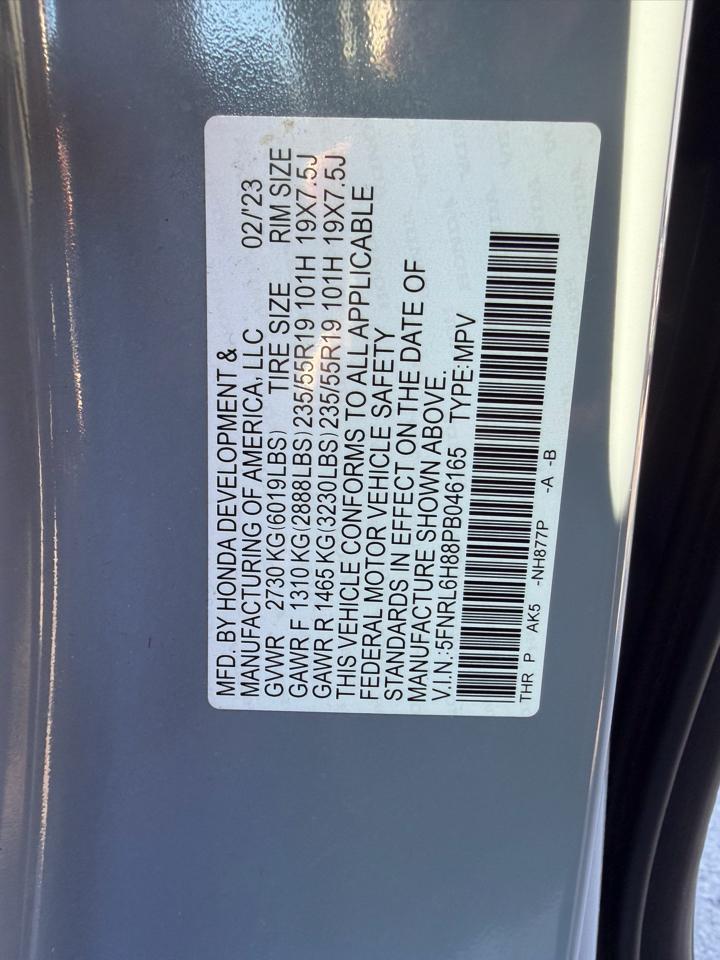 MFD. BY HONDA DEVELOPMENT &
MANUFACTURING OF AMERICA, LLC 02/'23
GVWR 2730 KG(6019LBS) TIRE SIZE RIM SIZE
GAWR F 1310 KG(2888LBS)235/55R19 101H 19X7.5J
GAWR R 1465 KG(3230LBS)235/55R19 101H 19X7.5J
THIS VEHICLE CONFORMS TO ALL APPLICABLE
FEDERAL MOTOR VEHICLE SAFETY
STANDARDS IN EFFECT ON THE DATE OF
MANUFACTURE SHOWN ABOVE.
V.I.N.:5FNRL6H88PB046165 TYPE:MPV
THR P AK5 -NH877P -A -B